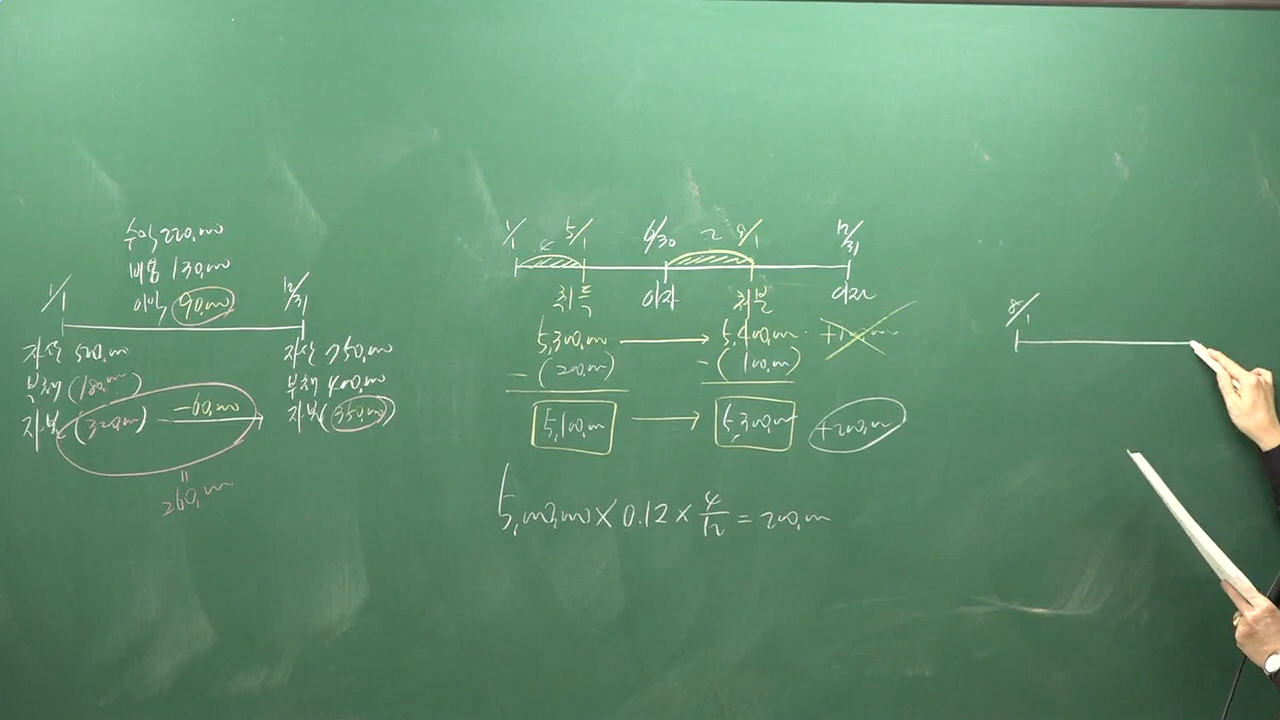 수익 220,000
비용 130,000
이익 90,000
1/1
12/31
자산 500,000
부채 (180,000)
자본 (320,000)
-60,000
자산 750,000
부채 400,000
자본 (350,000)
=
260,000
1/1 4 5/1 6/30 2 9/1 12/31
취득 이자 처분 이자
5,300,000 5,400,000
-(200,000) -(100,000)
5,100,000 5,300,000 +200,000
5,000,000 × 0.12 × 4/12 = 200,000
8/1